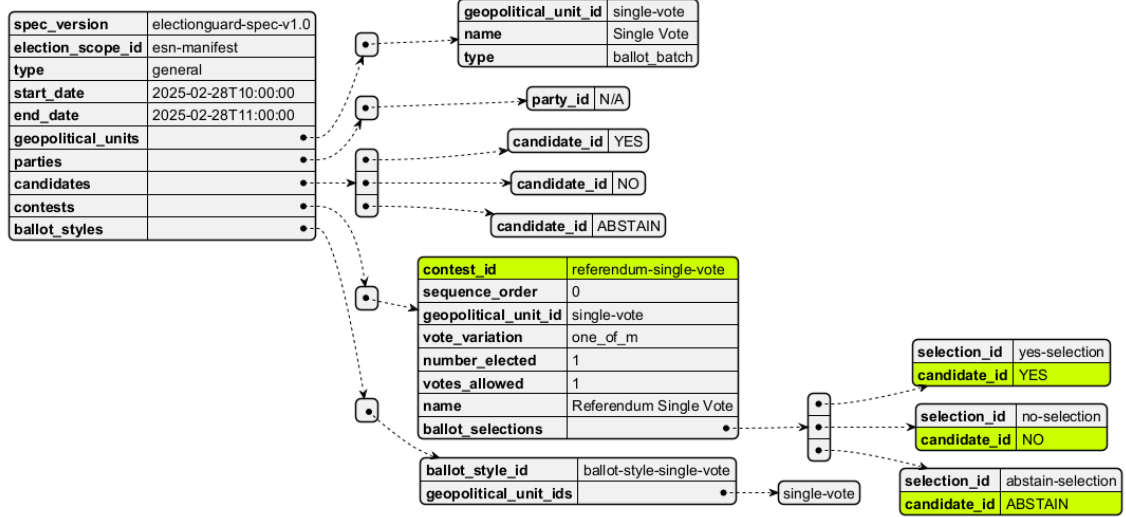 spec_version electionguard-spec-v1.0
election_scope_id esn-manifest
type general
start_date 2025-02-28T10:00:00
end_date 2025-02-28T11:00:00
geopolitical_units
parties
candidates
contests
ballot_styles
geopolitical_unit_id single-vote
name Single Vote
type ballot_batch
party_id N/A
candidate_id YES
candidate_id NO
candidate_id ABSTAIN
contest_id referendum-single-vote
sequence_order 0
geopolitical_unit_id single-vote
vote_variation one_of_m
number_elected 1
votes_allowed 1
name Referendum Single Vote
ballot_selections
selection_id yes-selection
candidate_id YES
selection_id no-selection
candidate_id NO
selection_id abstain-selection
candidate_id ABSTAIN
ballot_style_id ballot-style-single-vote
geopolitical_unit_ids single-vote